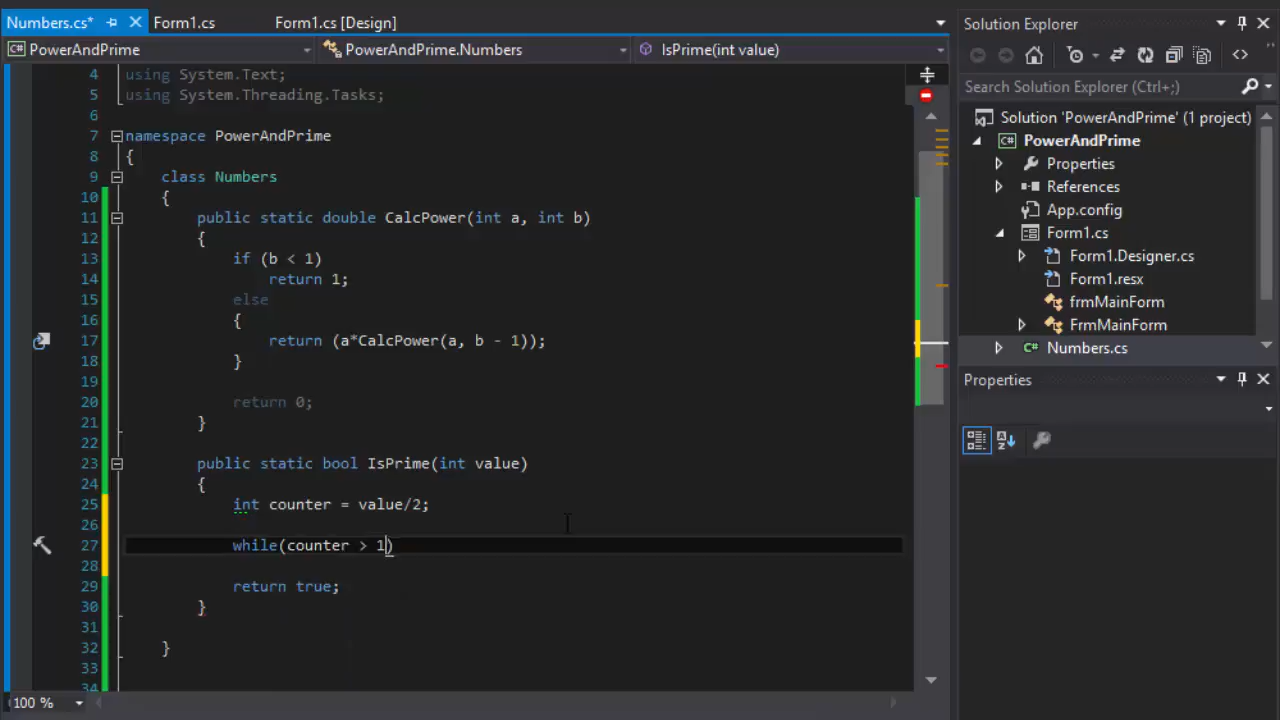 Numbers.cs*
Form1.cs
Form1.cs [Design]
PowerAndPrime
PowerAndPrime.Numbers
IsPrime(int value)
4 using System.Text;
5 using System.Threading.Tasks;
6
7 namespace PowerAndPrime
8 {
9 class Numbers
10 {
11 public static double CalcPower(int a, int b)
12 {
13 if (b < 1)
14 return 1;
15 else
16 {
17 return (a*CalcPower(a, b - 1));
18 }
19
20 return 0;
21 }
22
23 public static bool IsPrime(int value)
24 {
25 int counter = value/2;
26
27 while(counter > 1)
28
29 return true;
30 }
31
32 }
33
34
100 %
Solution Explorer
Search Solution Explorer (Ctrl+;)
Solution 'PowerAndPrime' (1 project)
PowerAndPrime
Properties
References
App.config
Form1.cs
Form1.Designer.cs
Form1.resx
frmMainForm
FrmMainForm
Numbers.cs
Properties